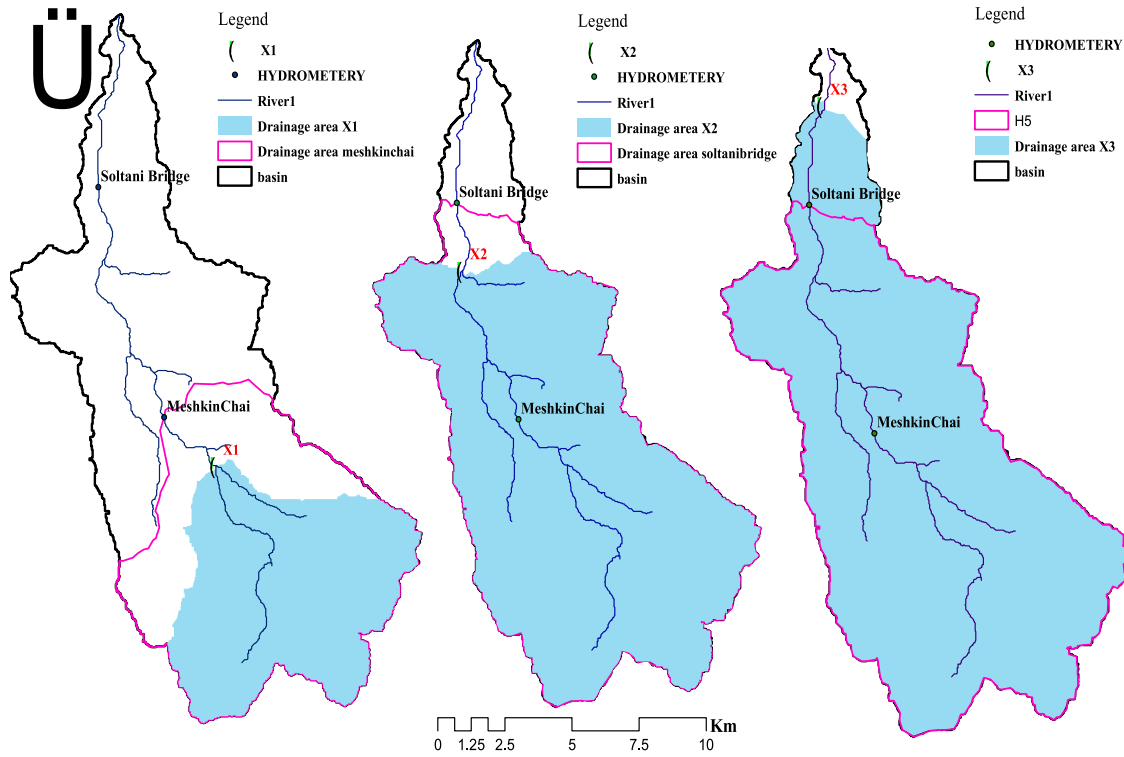 Ü
Legend
X1
HYDROMETERY
River1
Drainage area X1
Drainage area meshkinchai
basin
Soltani Bridge
MeshkinChai
X1
Legend
X2
HYDROMETERY
River1
Drainage area X2
Drainage area soltanibridge
basin
Soltani Bridge
X2
MeshkinChai
Legend
HYDROMETERY
X3
River1
H5
Drainage area X3
basin
X3
Soltani Bridge
MeshkinChai
Km
0 1.25 2.5 5 7.5 10